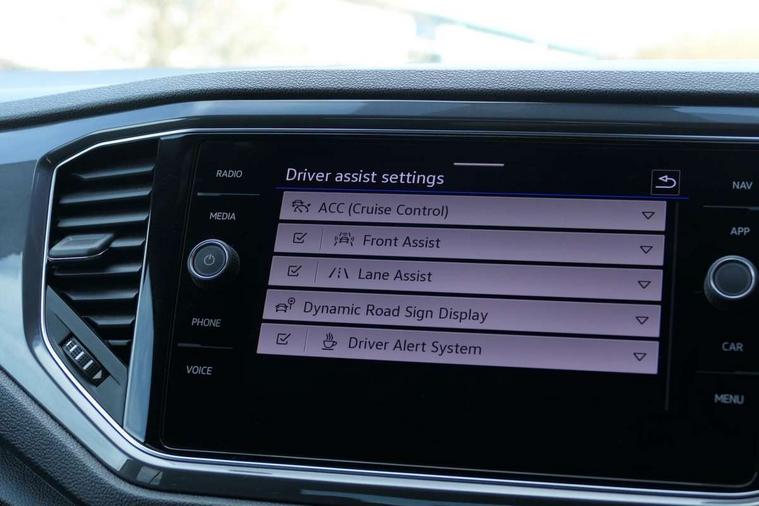 RADIO
MEDIA
PHONE
VOICE
Driver assist settings
ACC (Cruise Control)
Front Assist
Lane Assist
Dynamic Road Sign Display
Driver Alert System
NAV
APP
CAR
MENU